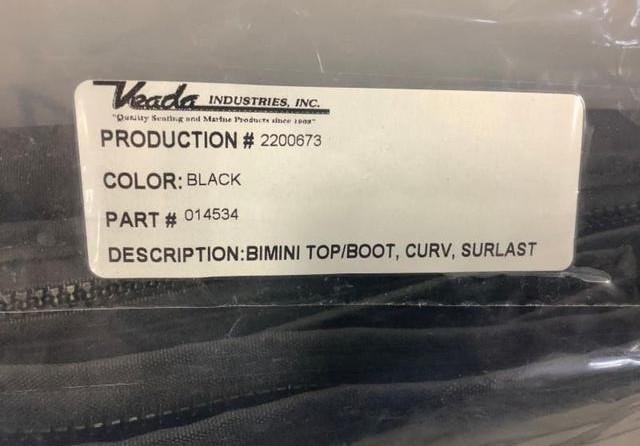 Veada INDUSTRIES, INC.
"Quality Seating and Marine Products since 1968"
PRODUCTION # 2200673
COLOR: BLACK
PART # 014534
DESCRIPTION:BIMINI TOP/BOOT, CURV, SURLAST